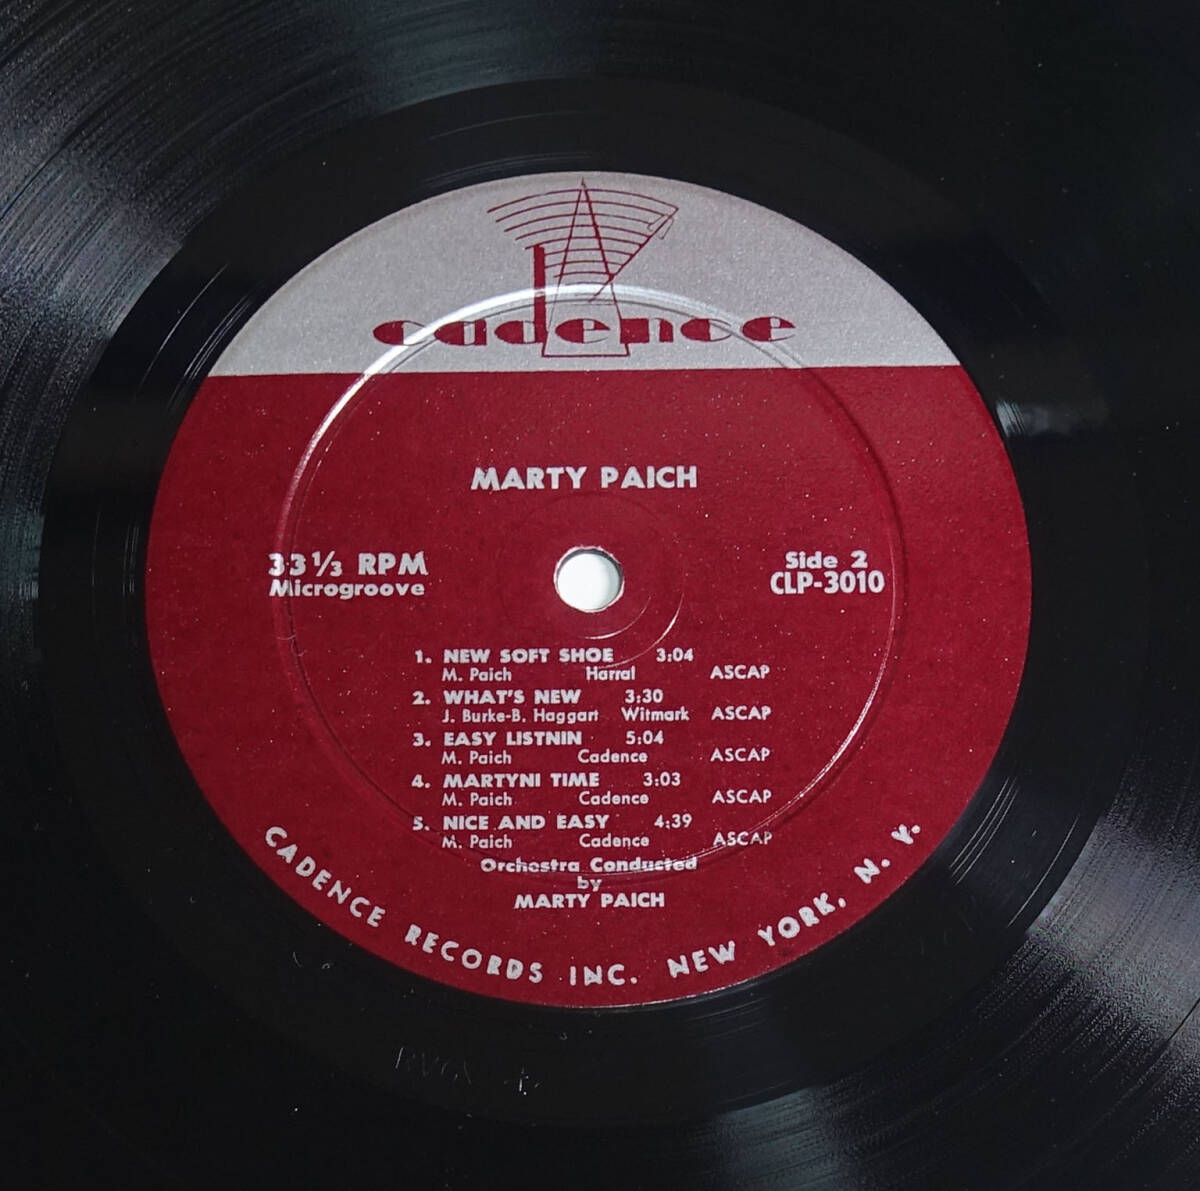 cadence
MARTY PAICH
33 1/3 RPM
Microgroove
Side 2
CLP-3010
1. NEW SOFT SHOE 3:04
M. Paich Harral ASCAP
2. WHAT'S NEW 3:30
J. Burke-B. Haggart Witmark ASCAP
3. EASY LISTNIN 5:04
M. Paich Cadence ASCAP
4. MARTYNI TIME 3:03
M. Paich Cadence ASCAP
5. NICE AND EASY 4:39
M. Paich Cadence ASCAP
Orchestra Conducted
by
MARTY PAICH
CADENCE RECORDS INC. NEW YORK, N. Y.